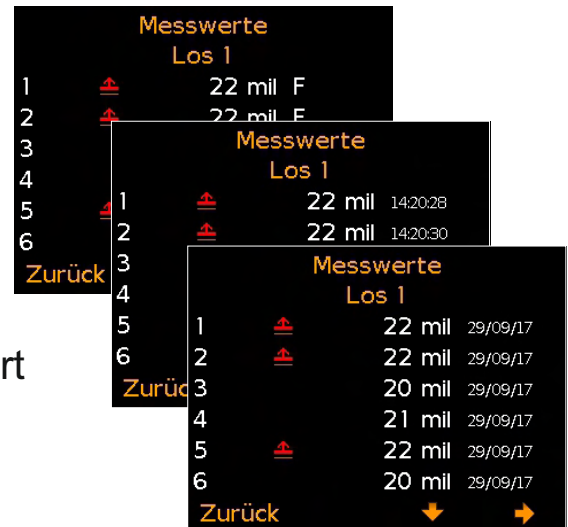 Messwerte
Los 1
1 22 mil F
2 22 mil F
3
4
5
6
Zurück
Messwerte
Los 1
1 22 mil 14:20:28
2 22 mil 14:20:30
3
4
5
6
Messwerte
Los 1
1 22 mil 29/09/17
2 22 mil 29/09/17
3 20 mil 29/09/17
4 21 mil 29/09/17
5 22 mil 29/09/17
6 20 mil 29/09/17
Zurück
rt